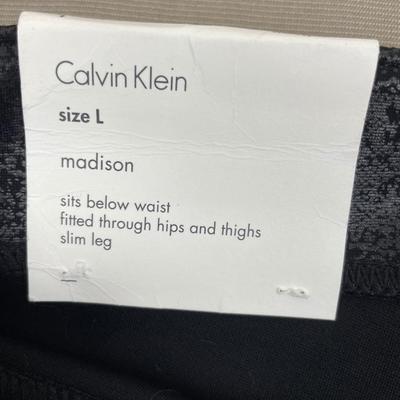 Calvin Klein
size L
madison
sits below waist
fitted through hips and thighs
slim leg